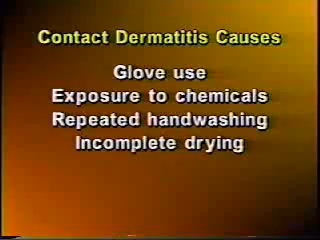 Contact Dermatitis Causes
Glove use
Exposure to chemicals
Repeated handwashing
Incomplete drying